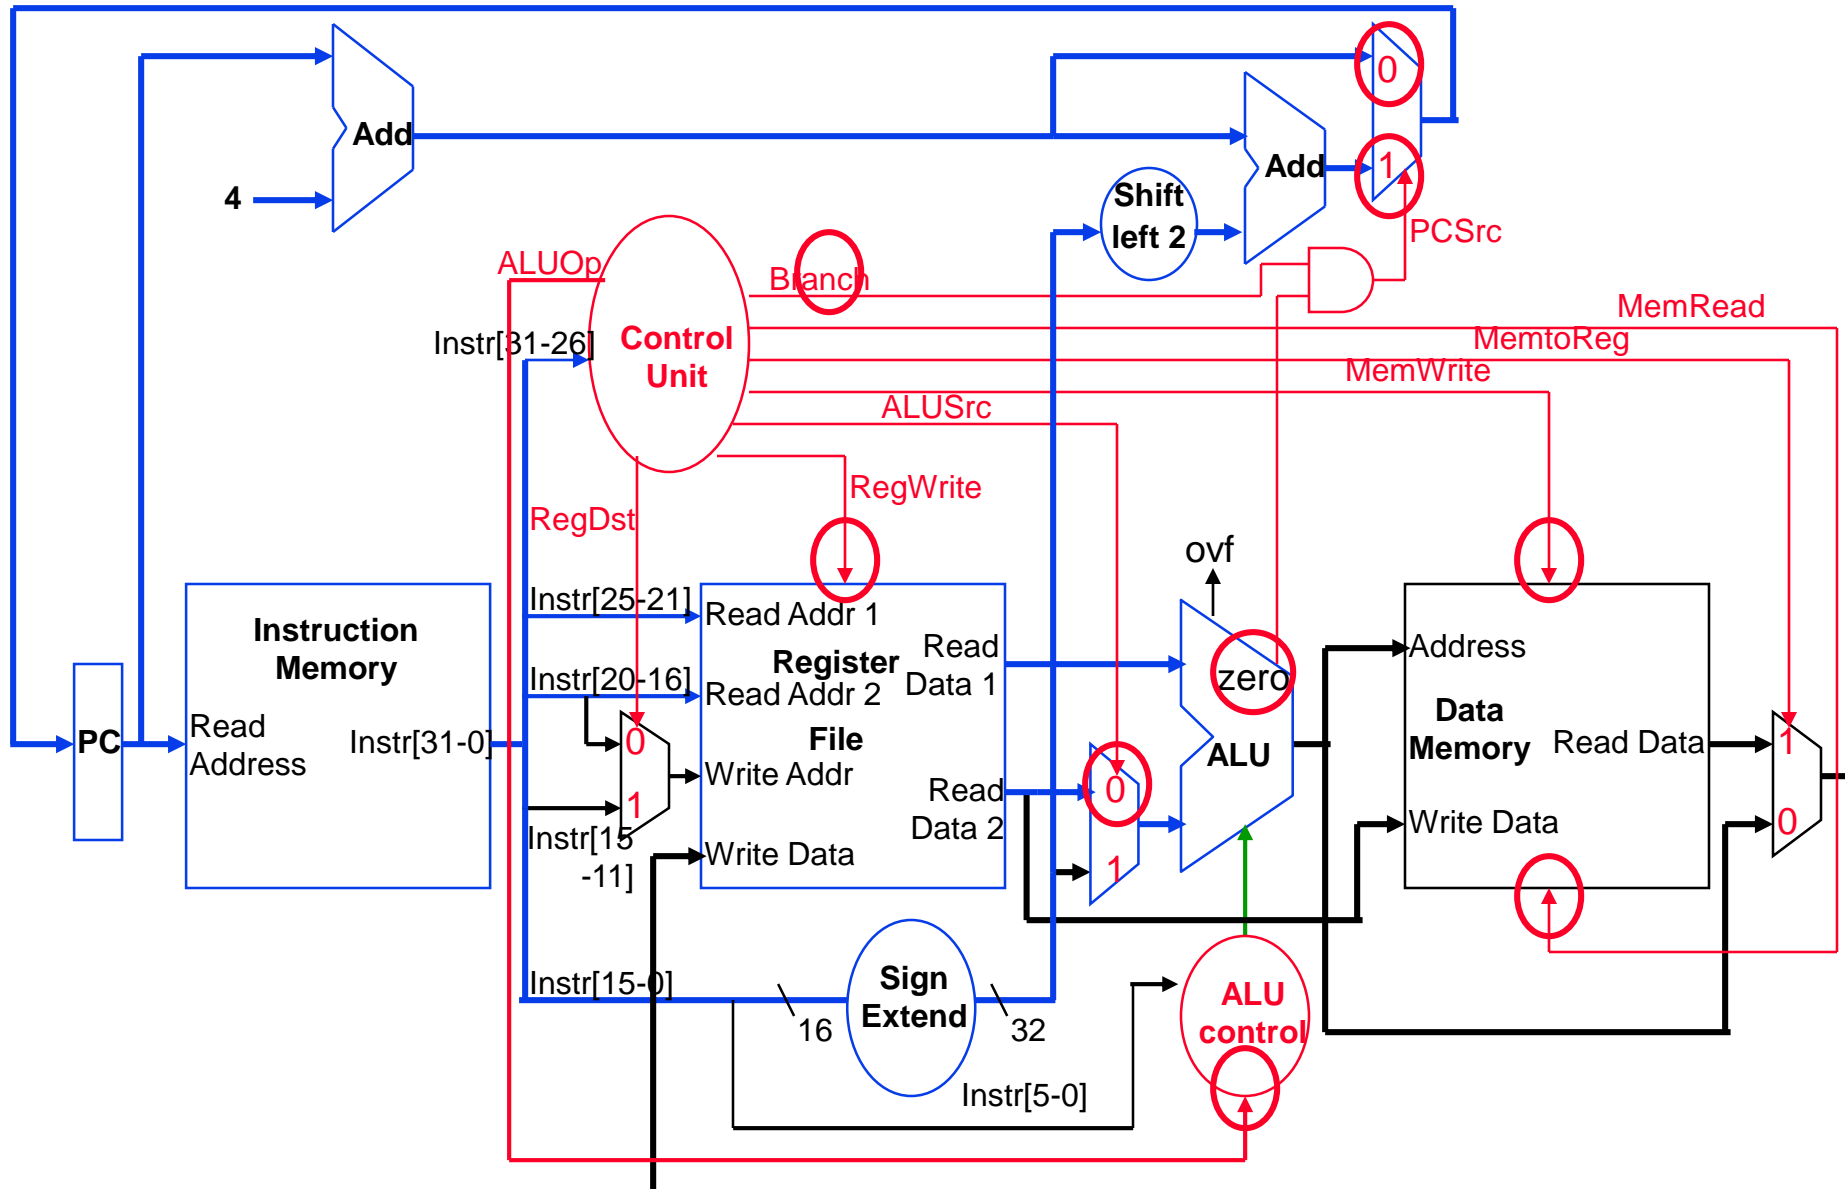 0
Add
1
Add
Shift
left 2
4
PCSrc
ALUOp
Branch
MemRead
Instr[31-26]
Control
Unit
MemtoReg
MemWrite
ALUSrc
RegWrite
RegDst
ovf
Instr[25-21]
Read Addr 1
Instruction
Memory
Register
Read
Data 1
Address
Instr[20-16]
Read Addr 2
zero
PC
Read
Address
Instr[31-0]
0
File
ALU
Data
Memory
Read Data
1
Write Addr
0
Read
Data 2
1
Instr[15
-11]
Write Data
1
Write Data
0
Instr[15-0]
Sign
Extend
16
32
ALU
control
Instr[5-0]